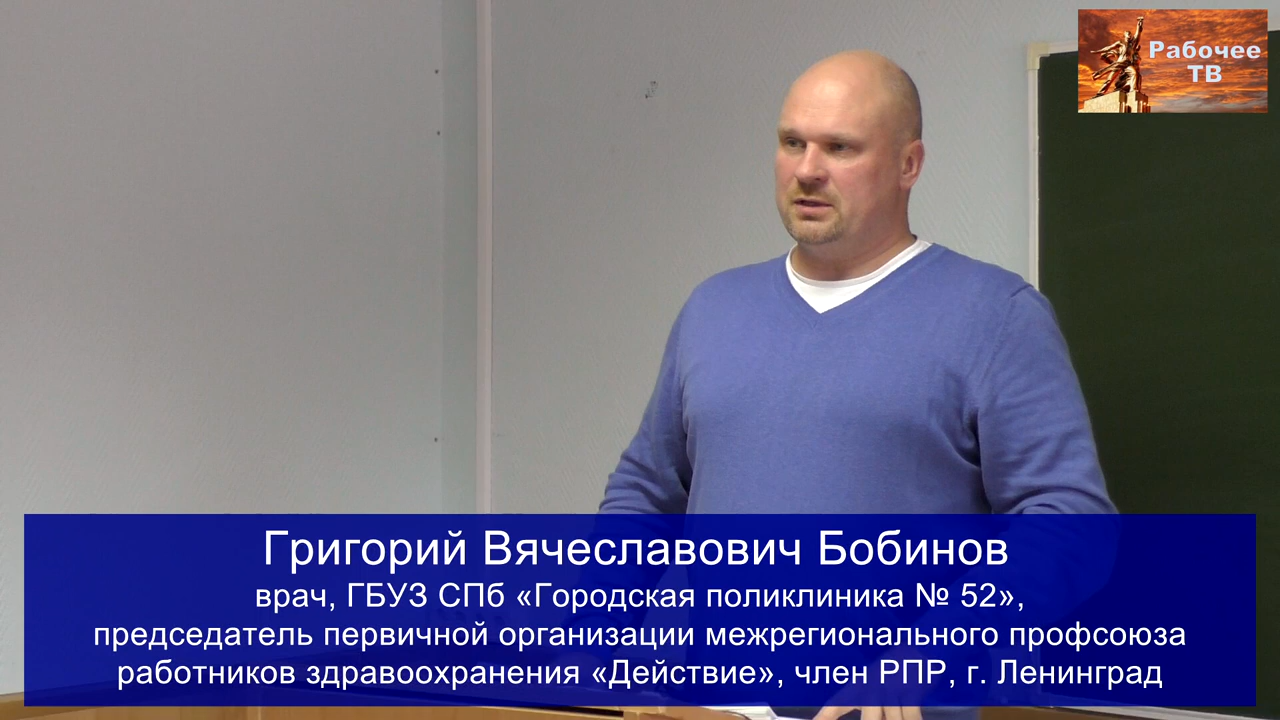 Рабочее
ТВ
Григорий Вячеславович Бобинов
врач, ГБУЗ СПб «Городская поликлиника № 52»,
председатель первичной организации межрегионального профсоюза
работников здравоохранения «Действие», член РПР, г. Ленинград